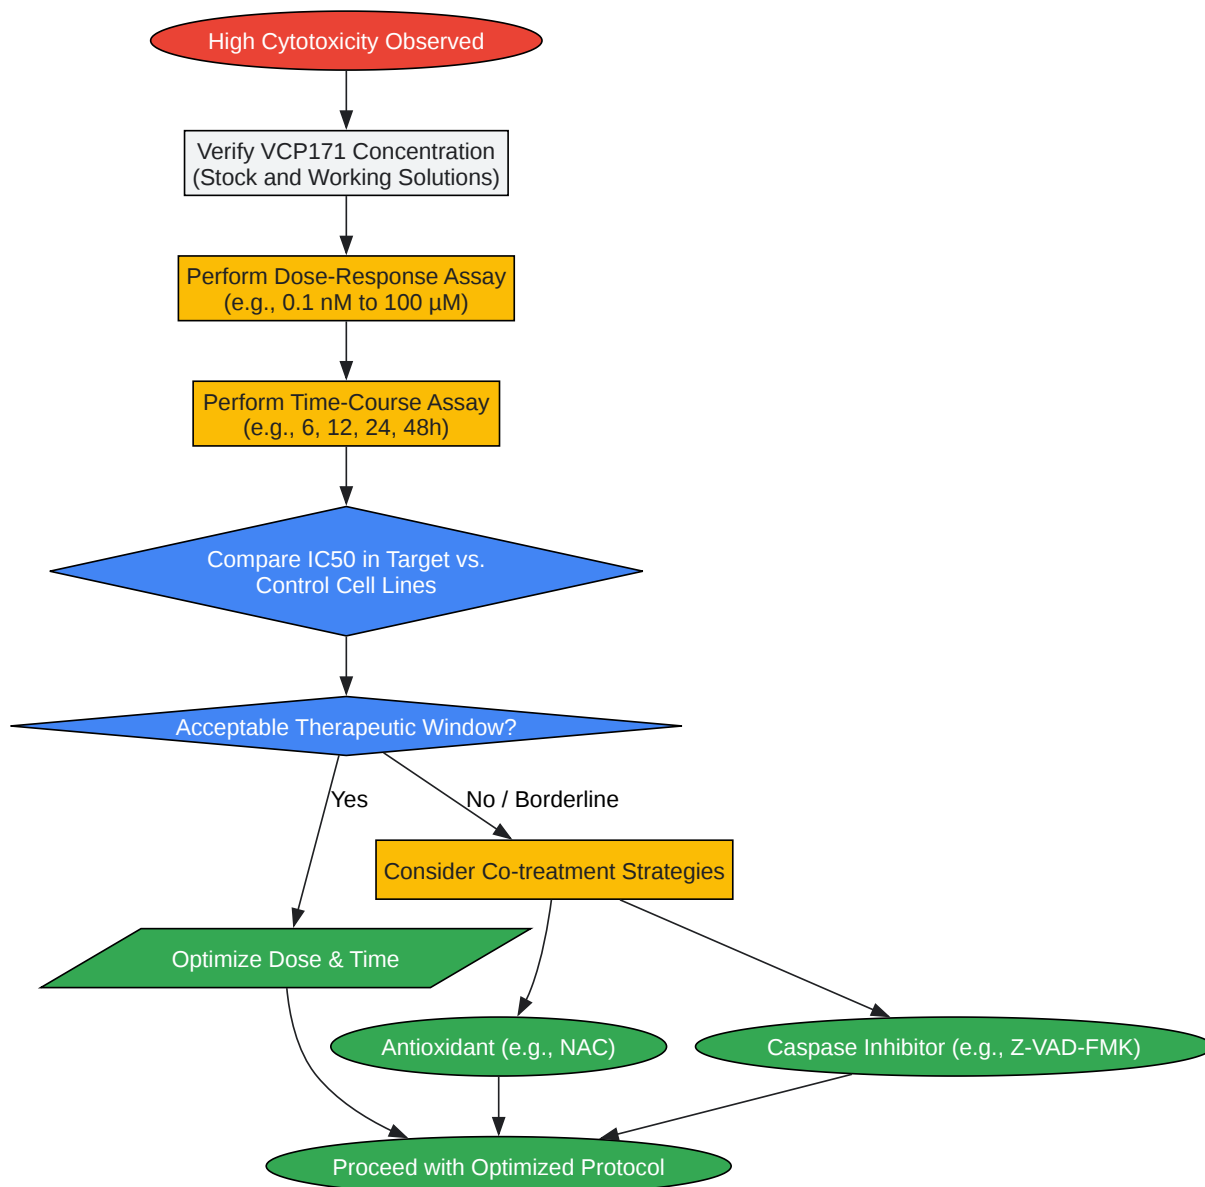 High Cytotoxicity Observed
Verify VCP171 Concentration
(Stock and Working Solutions)
Perform Dose-Response Assay
(e.g., 0.1 nM to 100 µM)
Perform Time-Course Assay
(e.g., 6, 12, 24, 48h)
Compare IC50 in Target vs.
Control Cell Lines
Acceptable Therapeutic Window?
Yes
No / Borderline
Consider Co-treatment Strategies
Optimize Dose & Time
Antioxidant (e.g., NAC)
Caspase Inhibitor (e.g., Z-VAD-FMK)
Proceed with Optimized Protocol